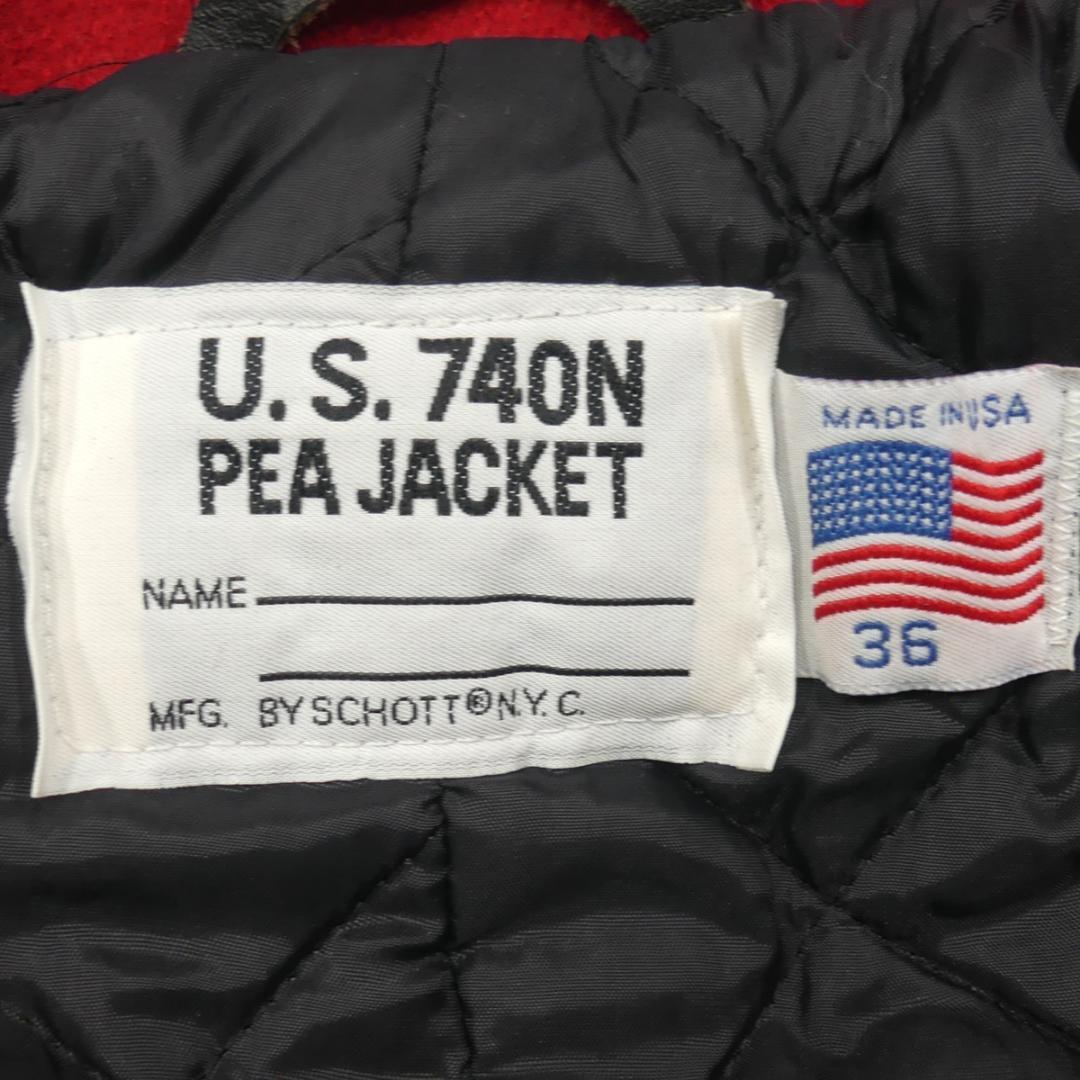 U.S. 740N
PEA JACKET
NAME
MFG. BY SCHOTT® N.Y.C.
MADE IN USA
36